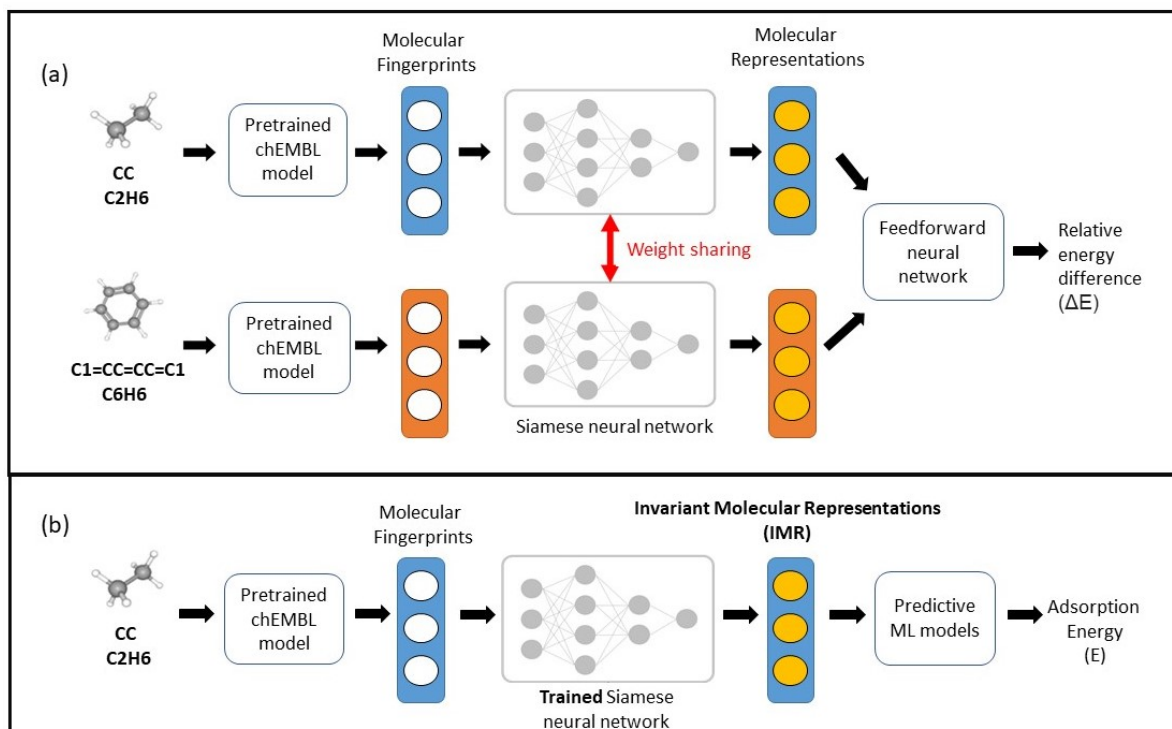 (a)
Molecular
Fingerprints
Molecular
Representations
CC
C2H6
Pretrained
chEMBL
model
Weight sharing
Feedforward
neural
network
Relative
energy
difference
(ΔE)
C1=CC=CC=C1
C6H6
Pretrained
chEMBL
model
Siamese neural network
(b)
Molecular
Fingerprints
Invariant Molecular Representations
(IMR)
CC
C2H6
Pretrained
chEMBL
model
Trained Siamese
neural network
Predictive
ML models
Adsorption
Energy
(E)